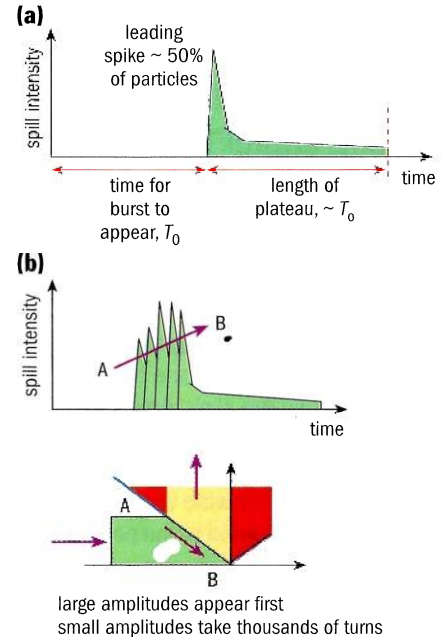 (a)
leading
spike ~ 50%
of particles
spill intensity
time
time for
burst to
appear, T₀
length of
plateau, ~ T₀
(b)
spill intensity
A
B
time
A
B
large amplitudes appear first
small amplitudes take thousands of turns